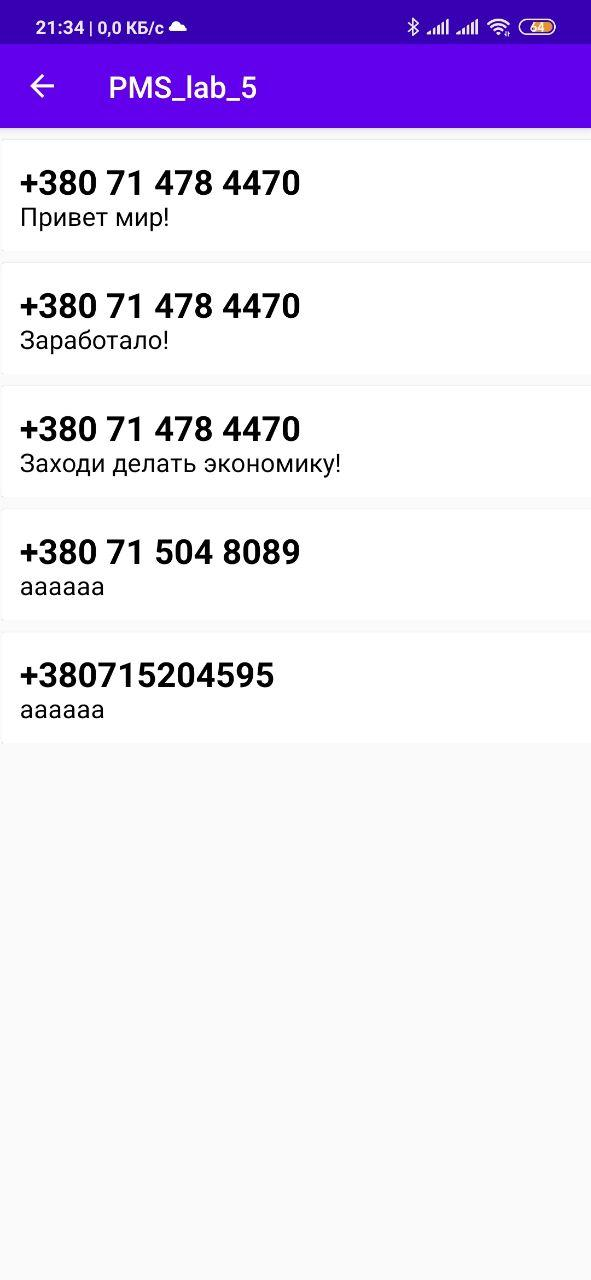 21:34 | 0,0 КБ/с 64
PMS_lab_5
+380 71 478 4470
Привет мир!
+380 71 478 4470
Заработало!
+380 71 478 4470
Заходи делать экономику!
+380 71 504 8089
аааааа
+380715204595
аааааа